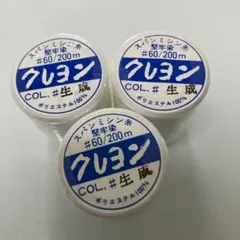 スパンミシン糸
堅牢染
#60/200m
クレヨン
COL.# 生成
ポリエステル100%
スパンミシン糸
堅牢染
#60/200m
クレヨン
COL.# 生成
ポリエステル100%
スパンミシン糸
堅牢染
#60/200m
クレヨン
COL.# 生成
ポリエステル100%